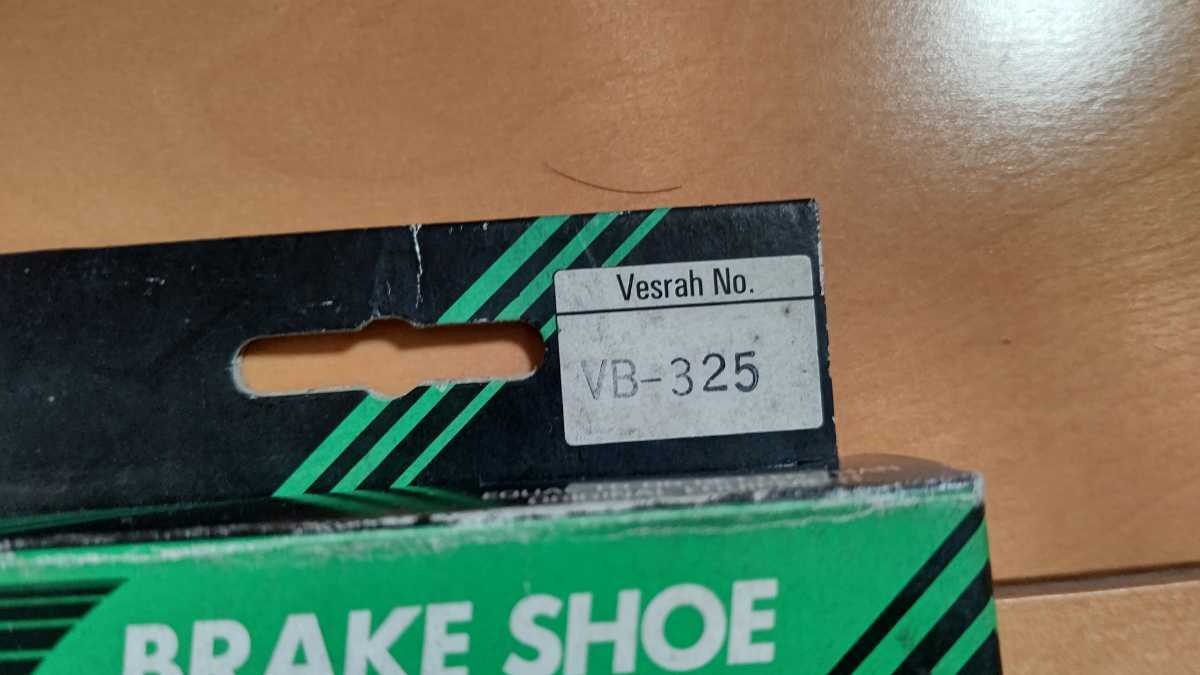 Vesrah No.
VB-325
BRAKE SHOE